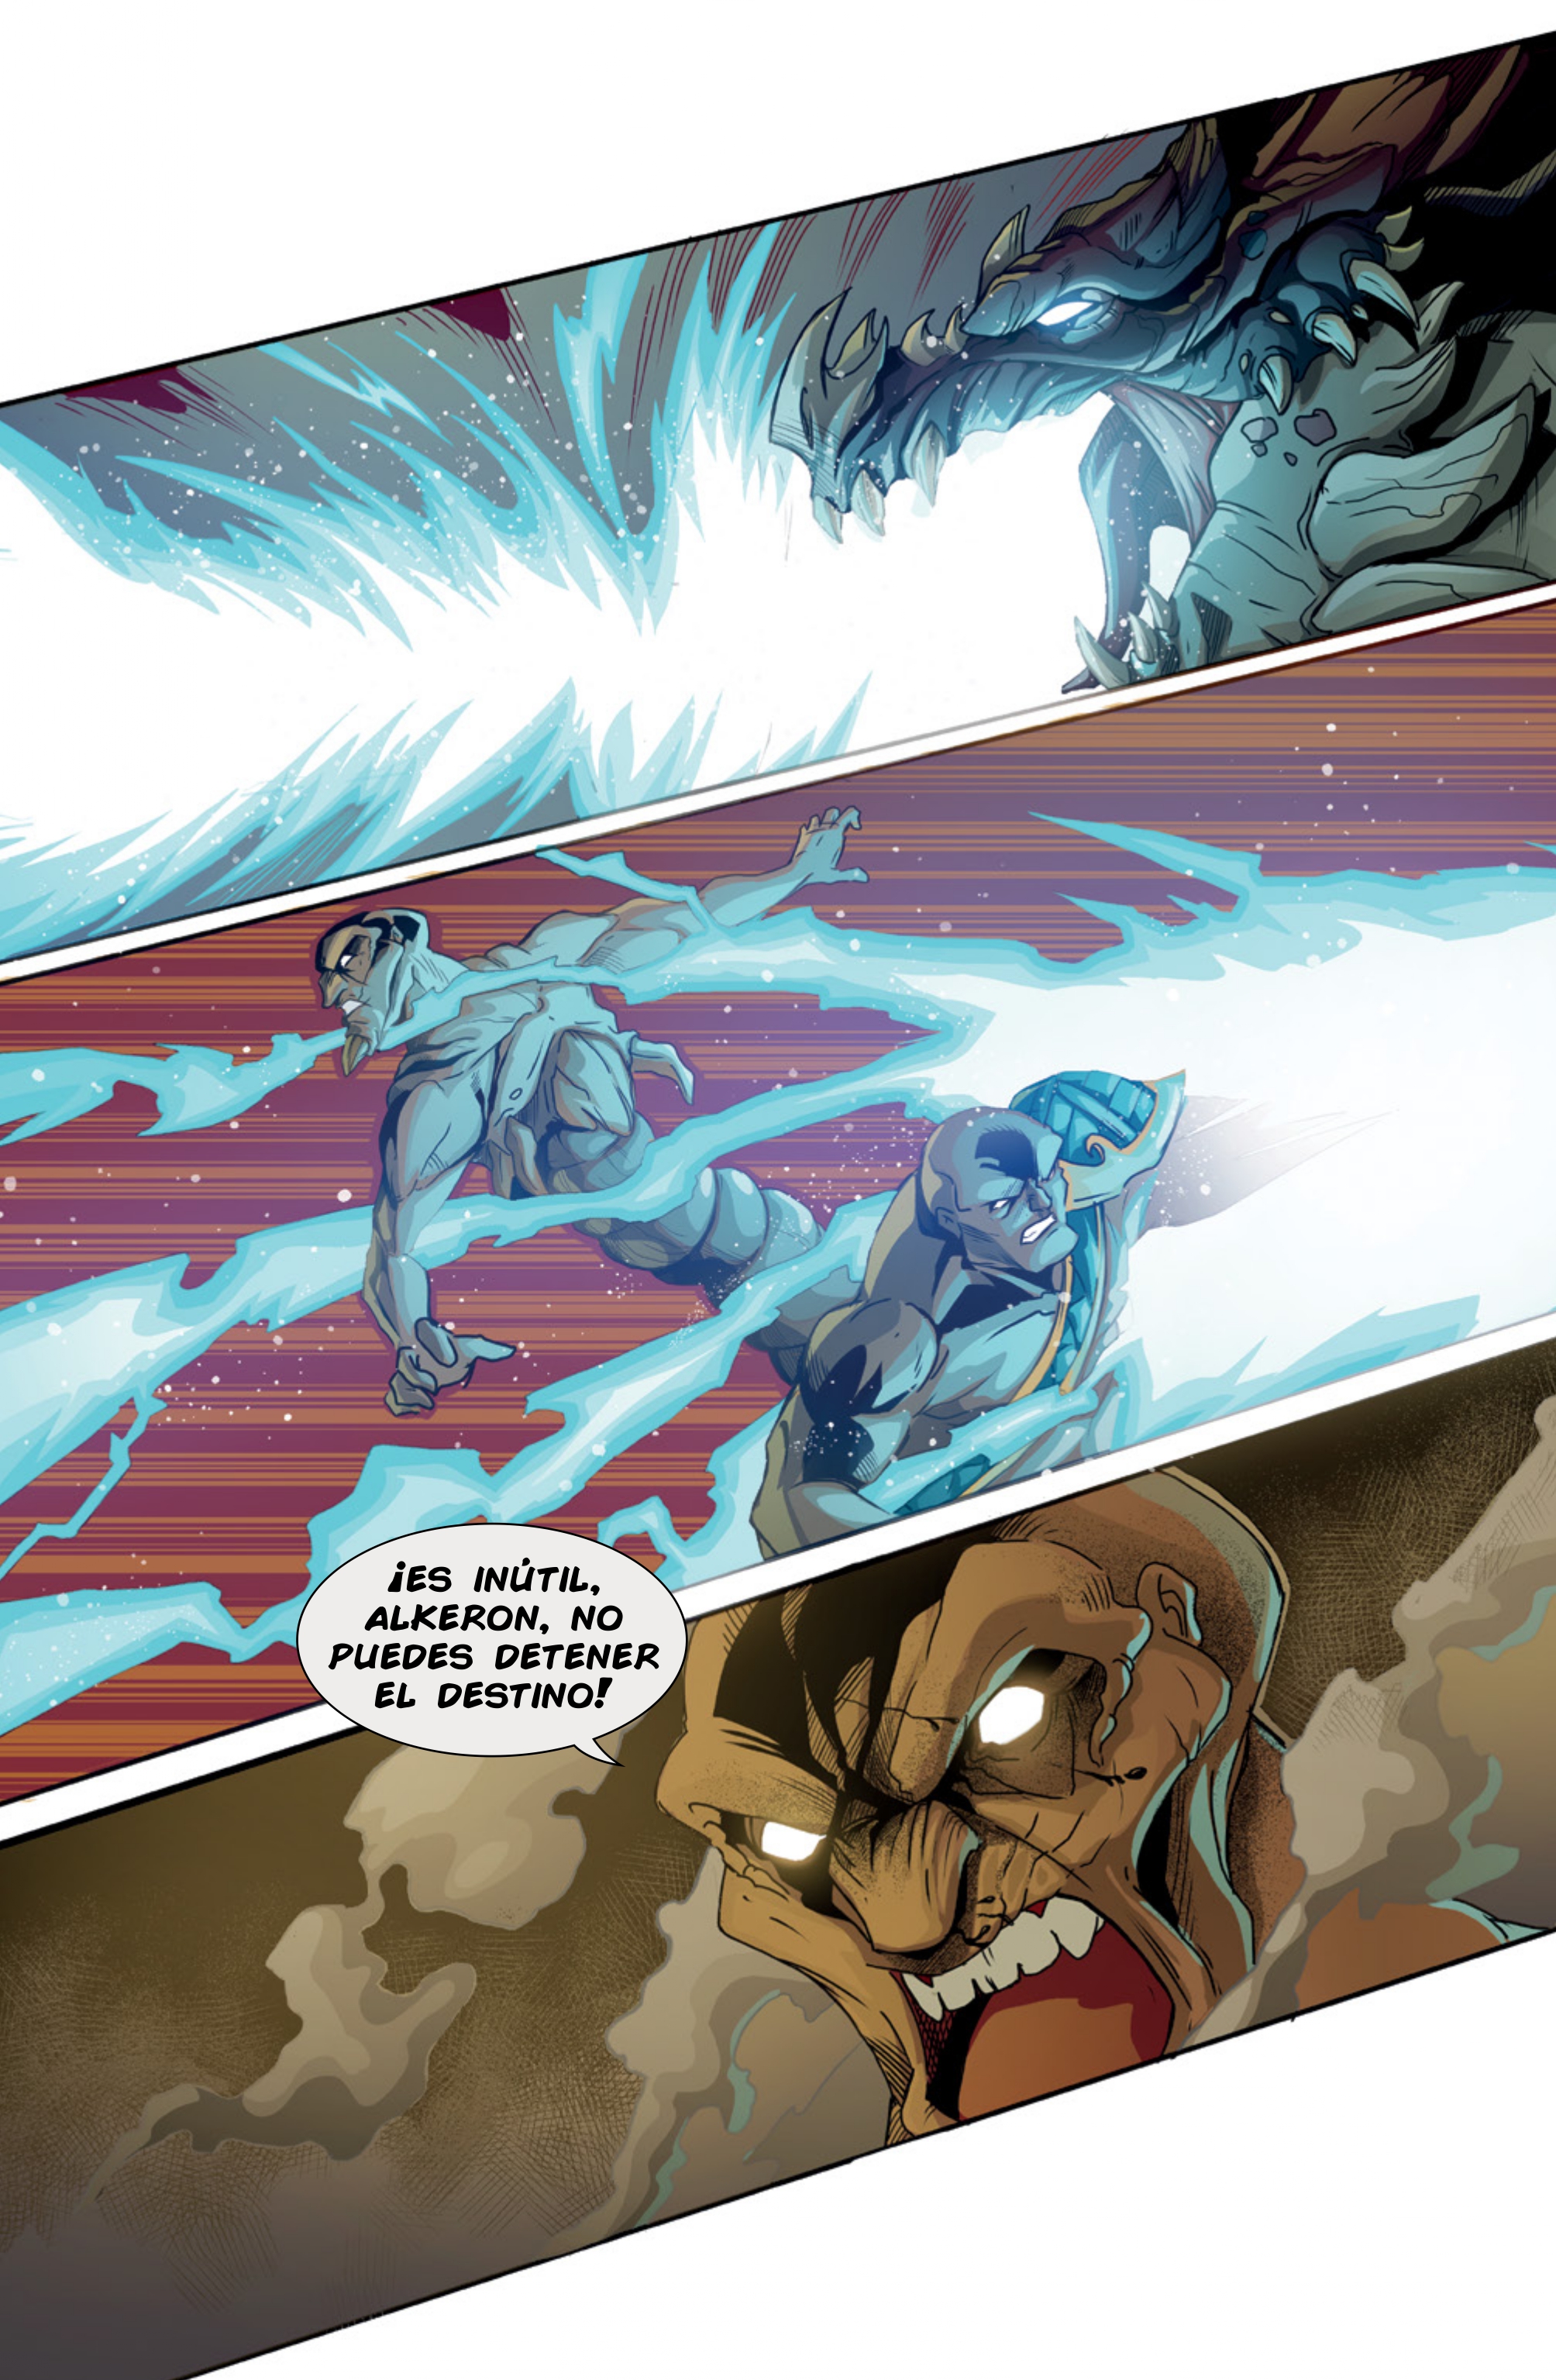 ¡ES INÚTIL,
ALKERON, NO
PUEDES DETENER
EL DESTINO!